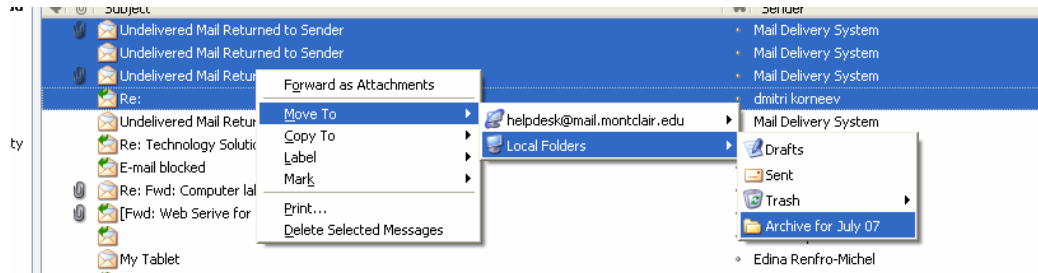 Subject Sender
Undelivered Mail Returned to Sender Mail Delivery System
Undelivered Mail Returned to Sender Mail Delivery System
Undelivered Mail Retur Mail Delivery System
Forward as Attachments
Re: dmitri korneev
Move To helpdesk@mail.montclair.edu
Undelivered Mail Retur Mail Delivery System
Copy To Local Folders Drafts
ty Re: Technology Solutic
Label
E-mail blocked Sent
Mark
Re: Fwd: Computer lal Trash
Print...
[Fwd: Web Serive for Archive for July 07
Delete Selected Messages
My Tablet Edina Renfro-Michel